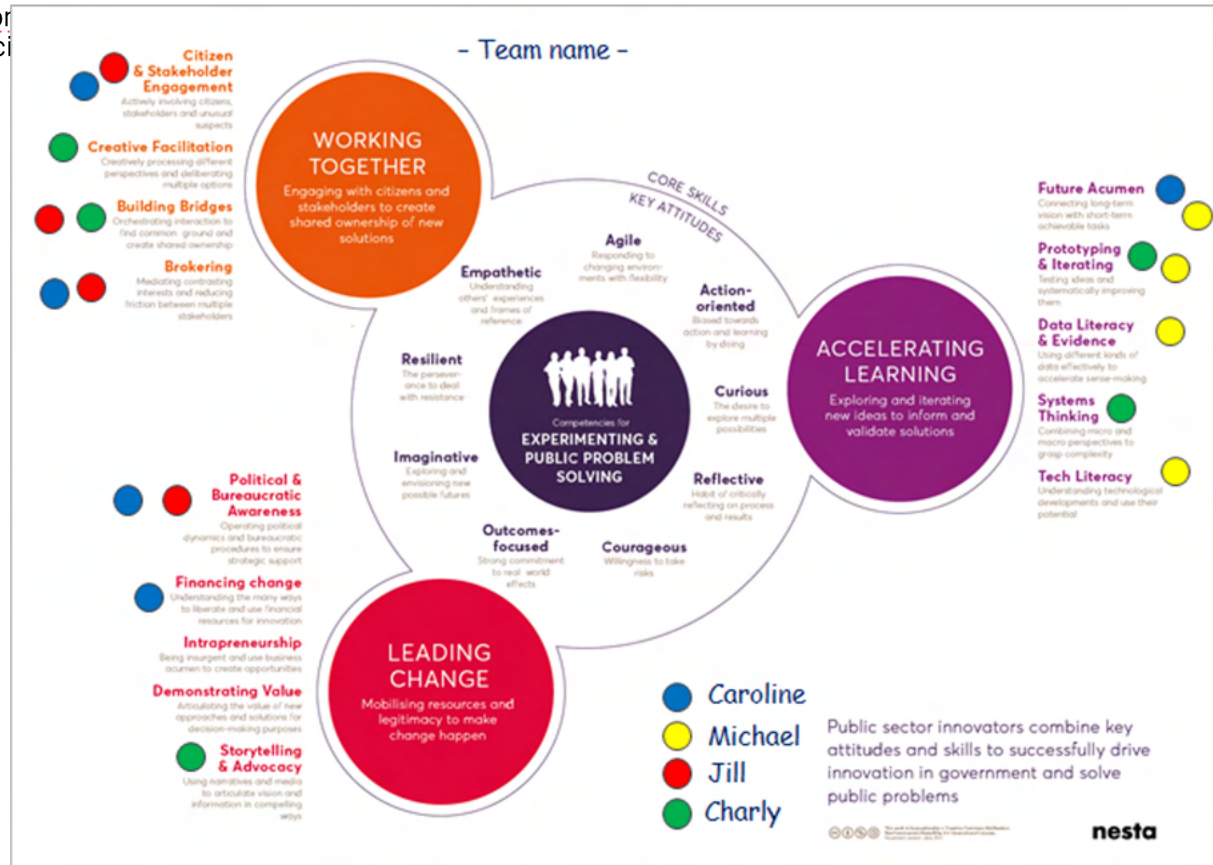 - Team name -
Citizen
& Stakeholder
Engagement
Actively involving citizens,
stakeholders and unusual
suspects
Creative Facilitation
Creatively processing different
perspectives and deliberating
multiple options
Building Bridges
Orchestrating interaction to
find common ground and
create shared ownership
Brokering
Mediating contrasting
interests and reducing
friction between multiple
stakeholders
WORKING
TOGETHER
Engaging with citizens and
stakeholders to create
shared ownership of new
solutions
CORE SKILLS
KEY ATTITUDES
Agile
Responding to
changing environ-
ments with flexibility
Empathetic
Understanding
others' experiences
and frames of
reference
Action-
oriented
Biased towards
action and learning
by doing
Resilient
The persever-
ance to deal
with resistance
Curious
The desire to
explore multiple
possibilities
Imaginative
Exploring and
envisioning new
possible futures
Reflective
Habit of critically
reflecting on process
and results
Outcomes-
focused
Strong commitment
to real world
effects
Courageous
Willingness to take
risks
Competencies for
EXPERIMENTING &
PUBLIC PROBLEM
SOLVING
ACCELERATING
LEARNING
Exploring and iterating
new ideas to inform and
validate solutions
Future Acumen
Connecting long-term
vision with short-term
achievable tasks
Prototyping
& Iterating
Testing ideas and
systematically improving
them
Data Literacy
& Evidence
Using different kinds of
data effectively to
accelerate sense-making
Systems
Thinking
Combining micro and
macro perspectives to
grasp complexity
Tech Literacy
Understanding technological
developments and use their
potential
Political &
Bureaucratic
Awareness
Operating political
dynamics and bureaucratic
procedures to ensure
strategic support
Financing change
Understanding the many ways
to liberate and use financial
resources for innovation
Intrapreneurship
Being insurgent and use business
acumen to create opportunities
Demonstrating Value
Articulating the value of new
approaches and solutions for
decision-making purposes
Storytelling
& Advocacy
Using narratives and media
to articulate vision and
information in compelling
ways
LEADING
CHANGE
Mobilising resources and
legitimacy to make
change happen
Caroline
Michael
Jill
Charly
Public sector innovators combine key
attitudes and skills to successfully drive
innovation in government and solve
public problems
nesta